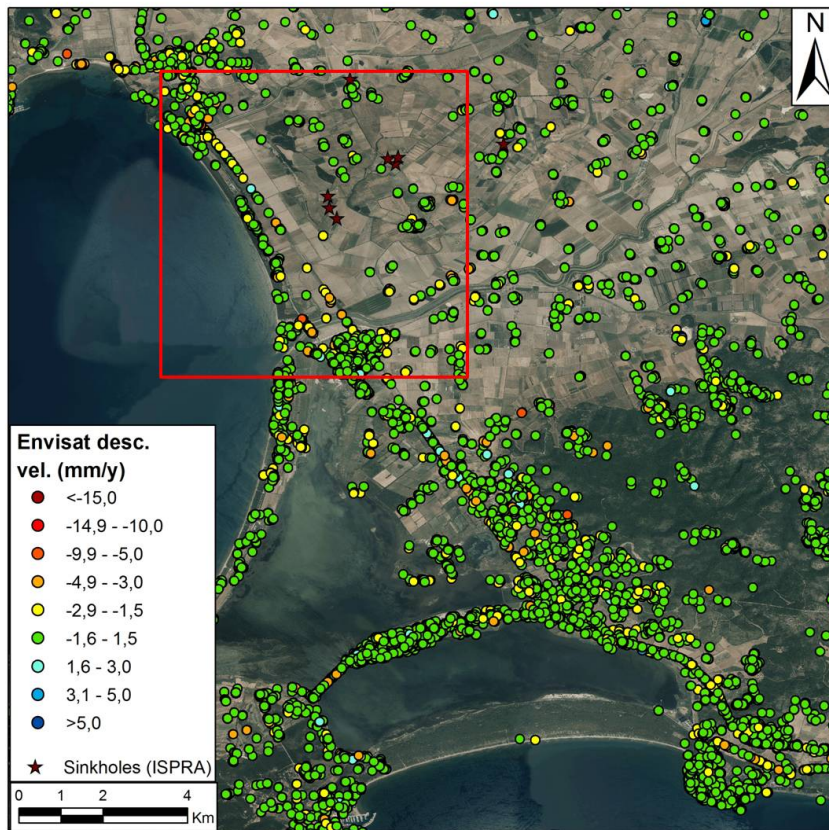 N
Envisat desc.
vel. (mm/y)
<-15,0
-14,9 - -10,0
-9,9 - -5,0
-4,9 - -3,0
-2,9 - -1,5
-1,6 - 1,5
1,6 - 3,0
3,1 - 5,0
>5,0
Sinkholes (ISPRA)
0 1 2 4
Km